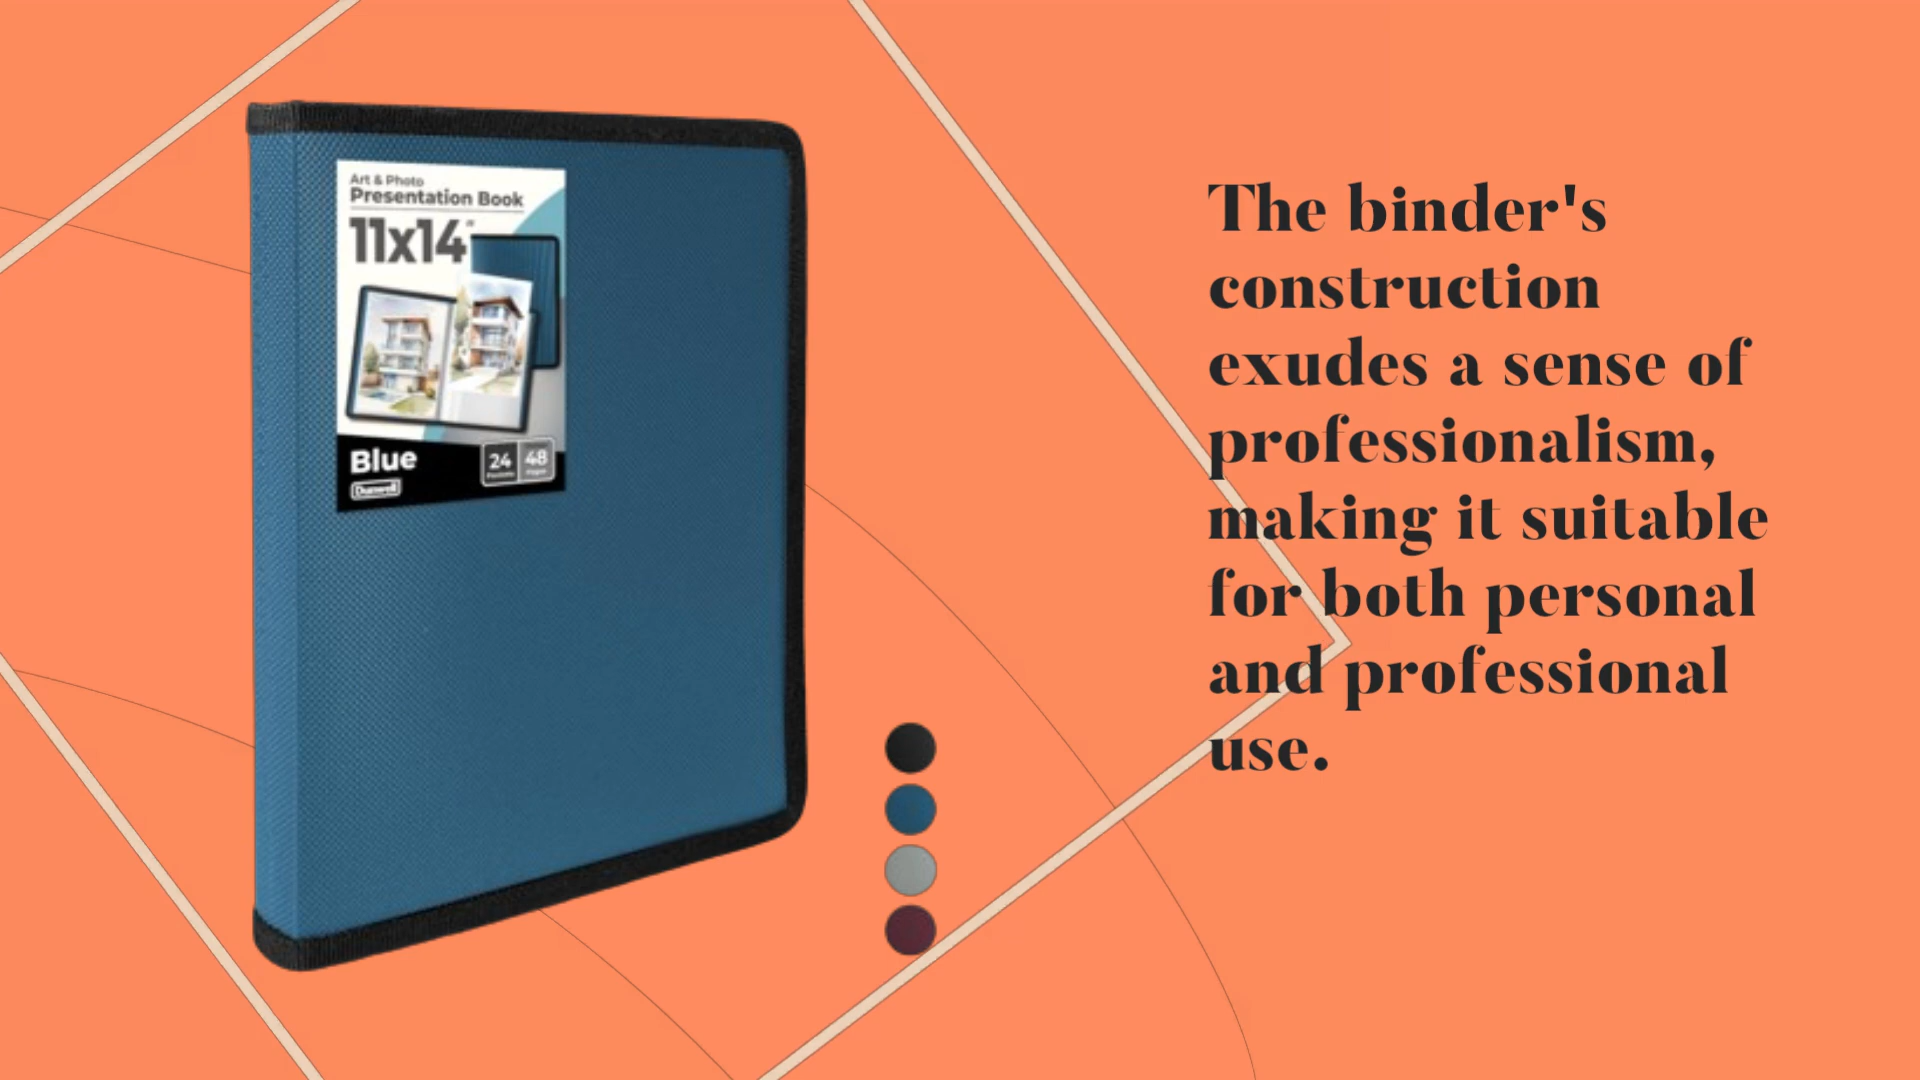 Art & Photo
Presentation Book
11x14"
Blue
24
48
Dunwell
The binder's
construction
exudes a sense of
professionalism,
making it suitable
for both personal
and professional
use.